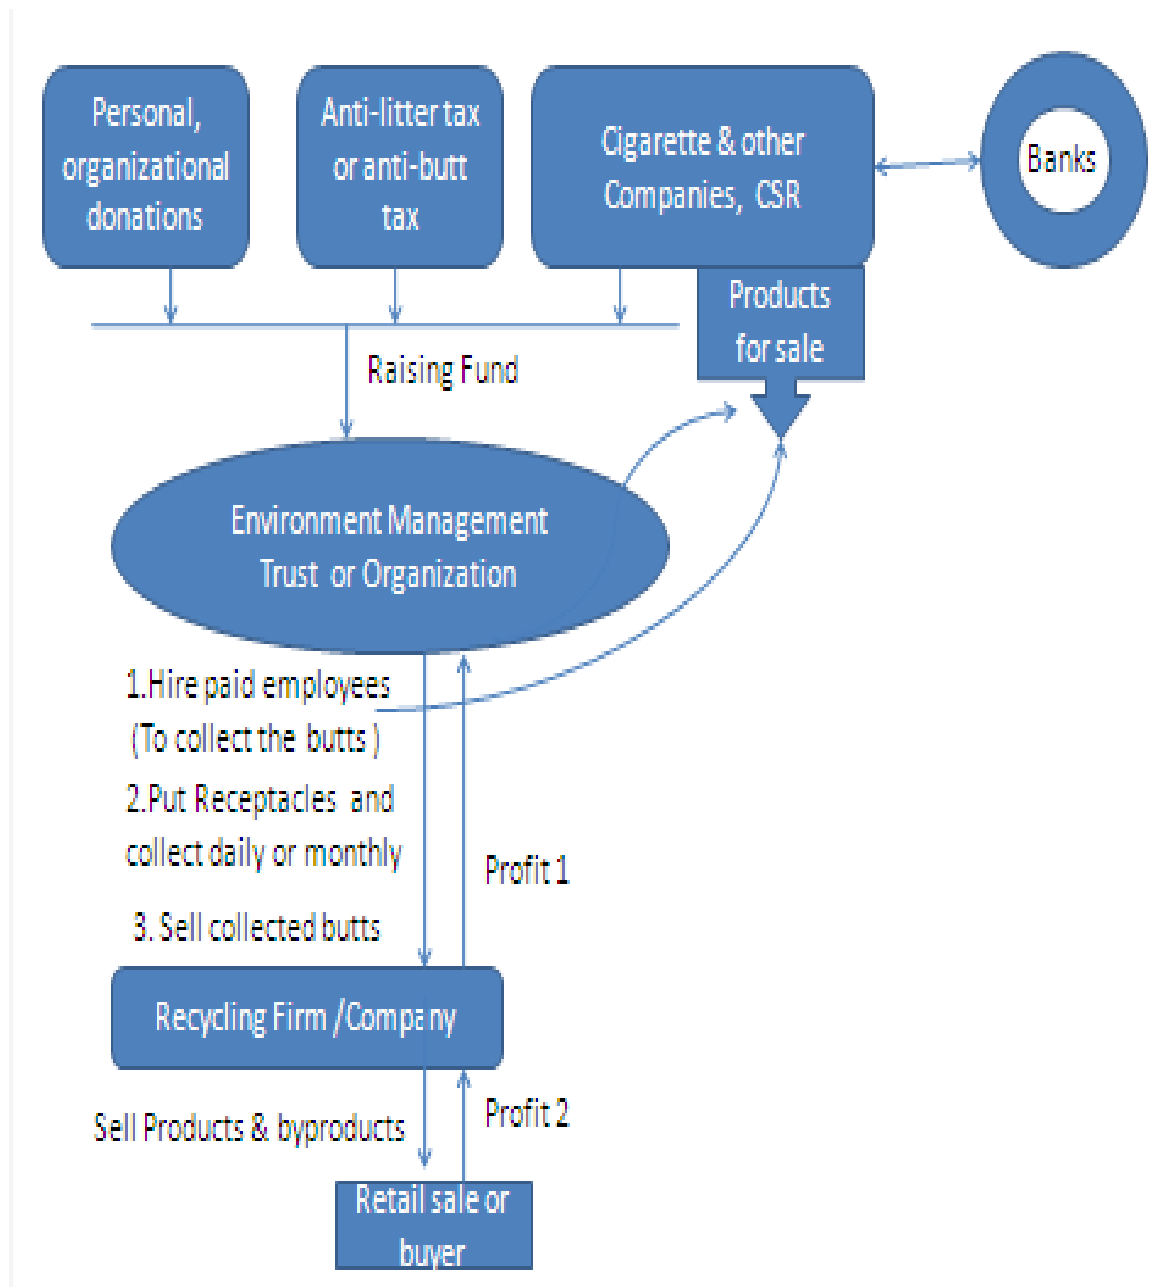 Personal,
organizational
donations
Anti-litter tax
or anti-butt
tax
Cigarette & other
Companies, CSR
Banks
Products
for sale
Raising Fund
Environment Management
Trust or Organization
1.Hire paid employees
(To collect the butts )
2.Put Receptacles and
collect daily or monthly
3. Sell collected butts
Profit 1
Recycling Firm /Company
Sell Products & byproducts
Profit 2
Retail sale or
buyer